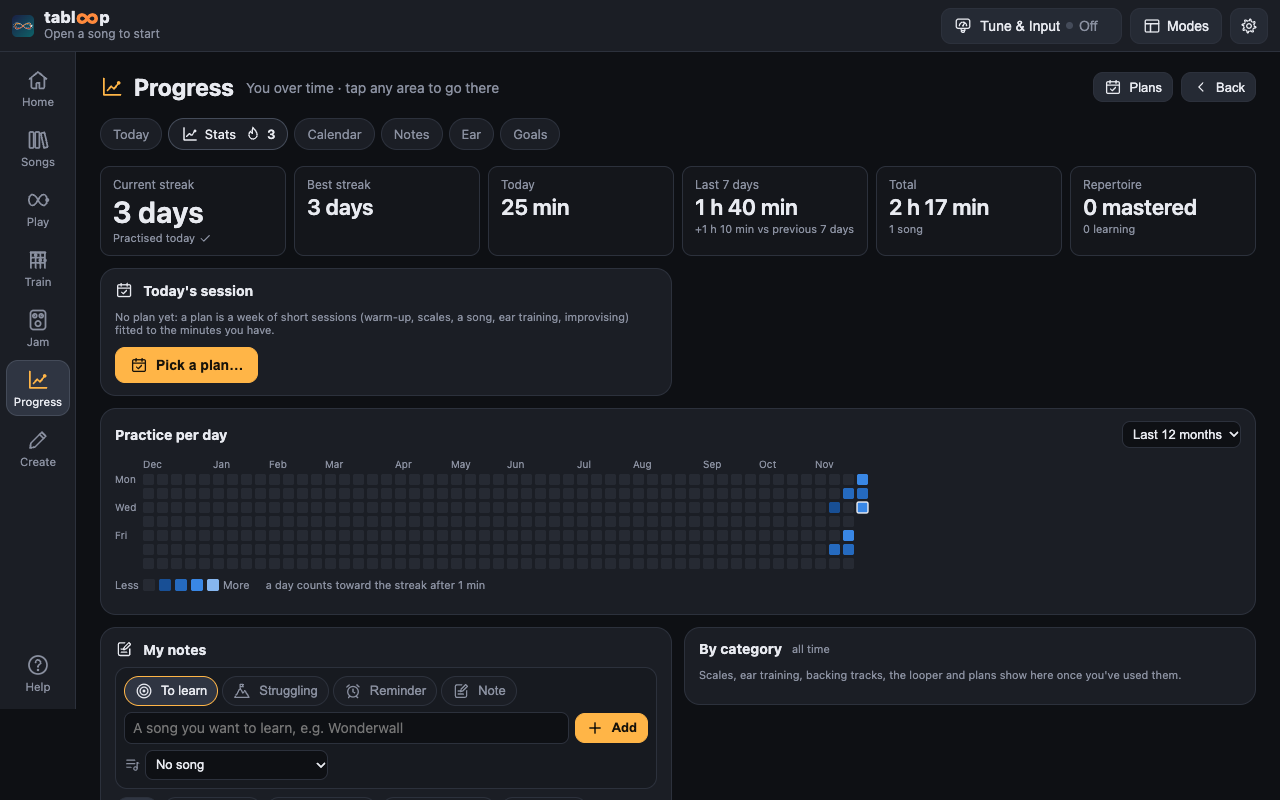 tabloop
Open a song to start
Tune & Input Off
Modes
Home
Songs
Play
Train
Jam
Progress
Create
Help
Progress You over time · tap any area to go there
Plans
Back
Today
Stats 3
Calendar
Notes
Ear
Goals
Current streak
3 days
Practised today ✓
Best streak
3 days
Today
25 min
Last 7 days
1 h 40 min
+1 h 10 min vs previous 7 days
Total
2 h 17 min
1 song
Repertoire
0 mastered
0 learning
Today's session
No plan yet: a plan is a week of short sessions (warm-up, scales, a song, ear training, improvising)
fitted to the minutes you have.
Pick a plan…
Practice per day
Last 12 months
Dec Jan Feb Mar Apr May Jun Jul Aug Sep Oct Nov
Mon
Wed
Fri
Less More a day counts toward the streak after 1 min
My notes
To learn
Struggling
Reminder
Note
A song you want to learn, e.g. Wonderwall
Add
No song
By category all time
Scales, ear training, backing tracks, the looper and plans show here once you've used them.